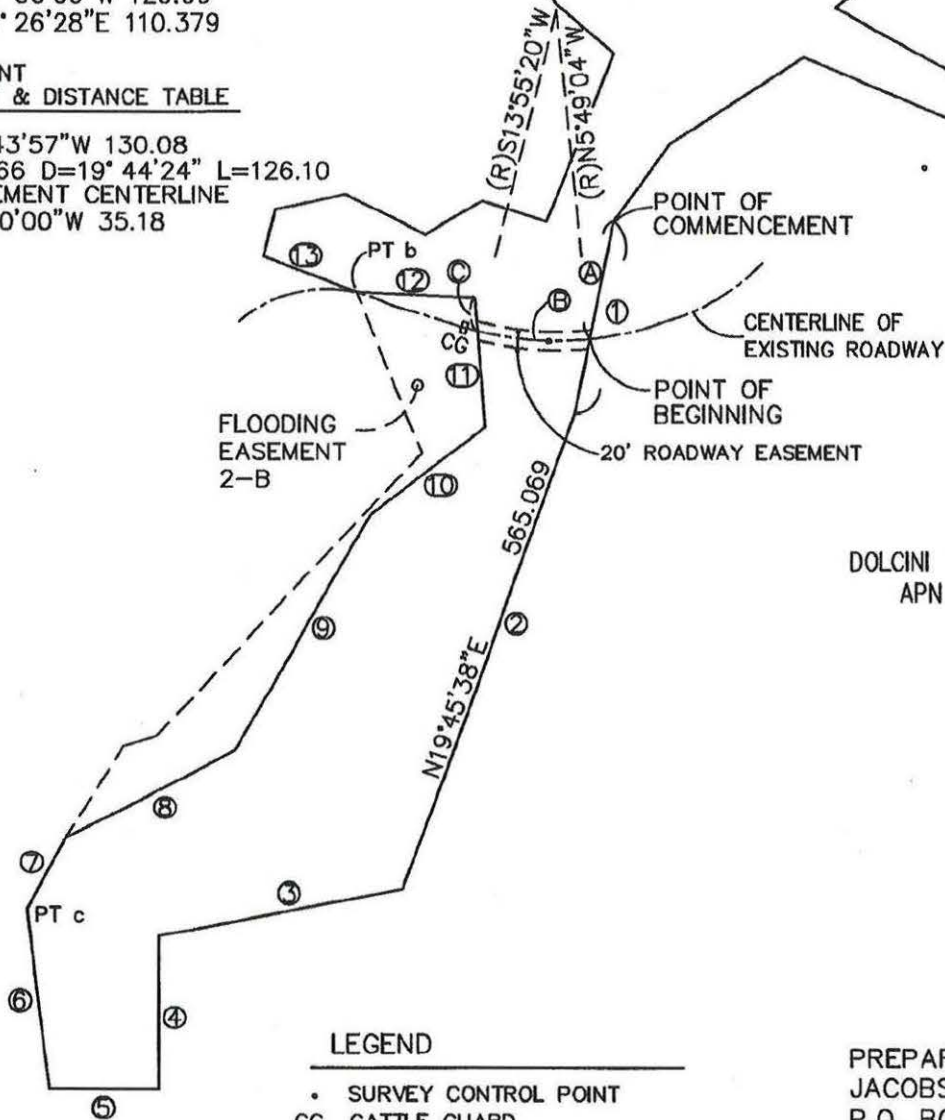 ° 26'28"E 110.379
NT
& DISTANCE TABLE
43'57"W 130.08
66 D=19° 44'24" L=126.10
EMENT CENTERLINE
0'00"W 35.18
(R)S13°55'20"W
(R)N5°49'04"W
POINT OF
COMMENCEMENT
13
PT b
12
C
A
B
1
CG
CENTERLINE OF
EXISTING ROADWAY
11
POINT OF
BEGINNING
FLOODING
EASEMENT
2-B
20' ROADWAY EASEMENT
10
565.069
DOLCINI
APN
9
2
N19°45'38"E
8
7
3
PT c
6
4
5
LEGEND
• SURVEY CONTROL POINT
CG CATTLE GUARD
PREPAR
JACOBS
P.O. BO